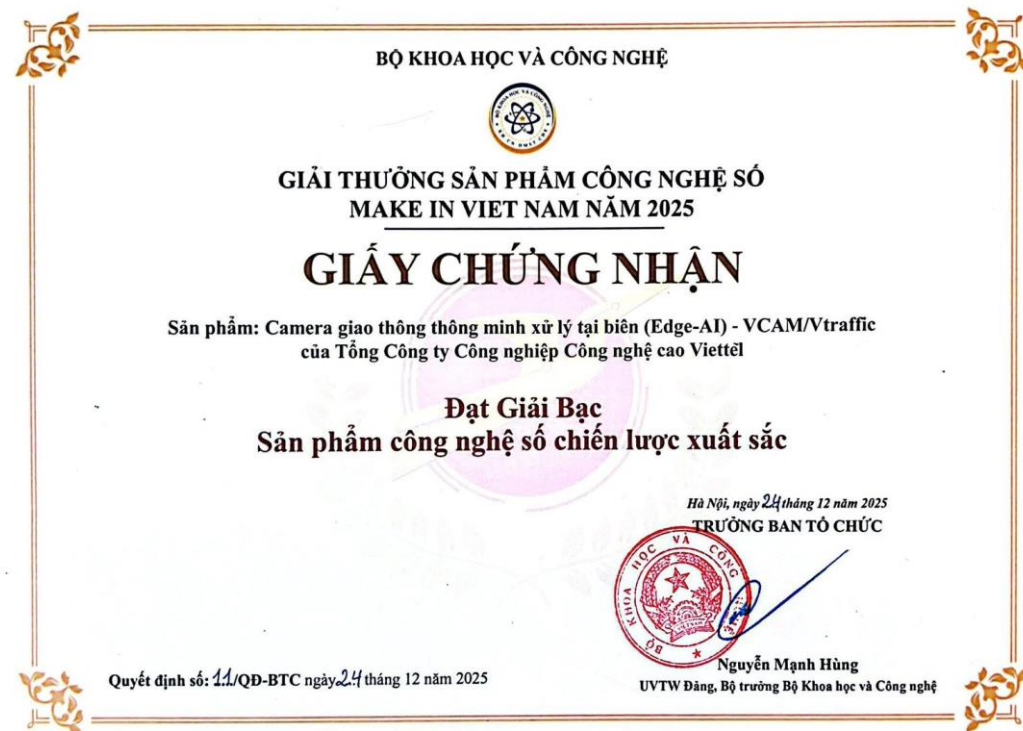 BỘ KHOA HỌC VÀ CÔNG NGHỆ
GIẢI THƯỞNG SẢN PHẨM CÔNG NGHỆ SỐ
MAKE IN VIET NAM NĂM 2025
GIẤY CHỨNG NHẬN
Sản phẩm: Camera giao thông thông minh xử lý tại biên (Edge-AI) - VCAM/Vtraffic
của Tổng Công ty Công nghiệp Công nghệ cao Viettel
Đạt Giải Bạc
Sản phẩm công nghệ số chiến lược xuất sắc
Hà Nội, ngày 24 tháng 12 năm 2025
TRƯỞNG BAN TỔ CHỨC
BỘ KHOA HỌC VÀ CÔNG
Nguyễn Mạnh Hùng
UVTW Đảng, Bộ trưởng Bộ Khoa học và Công nghệ
Quyết định số: 11/QĐ-BTC ngày 24 tháng 12 năm 2025